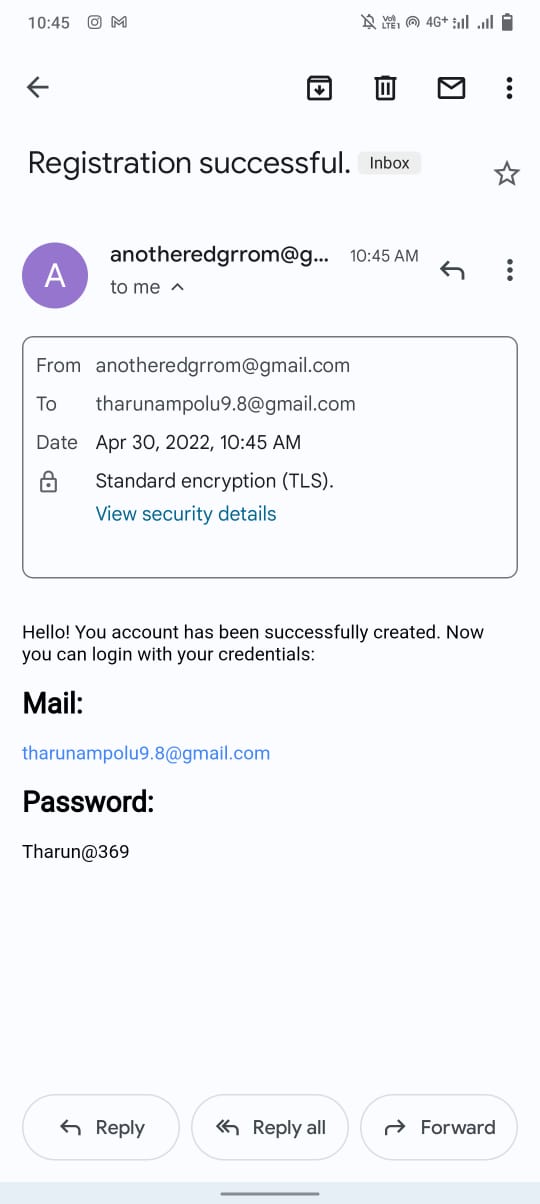 10:45 4G+
Registration successful. Inbox
A anotheredgrrom@g... 10:45 AM
to me
From anotheredgrrom@gmail.com
To tharunampolu9.8@gmail.com
Date Apr 30, 2022, 10:45 AM
Standard encryption (TLS).
View security details
Hello! You account has been successfully created. Now
you can login with your credentials:
Mail:
tharunampolu9.8@gmail.com
Password:
Tharun@369
Reply Reply all Forward